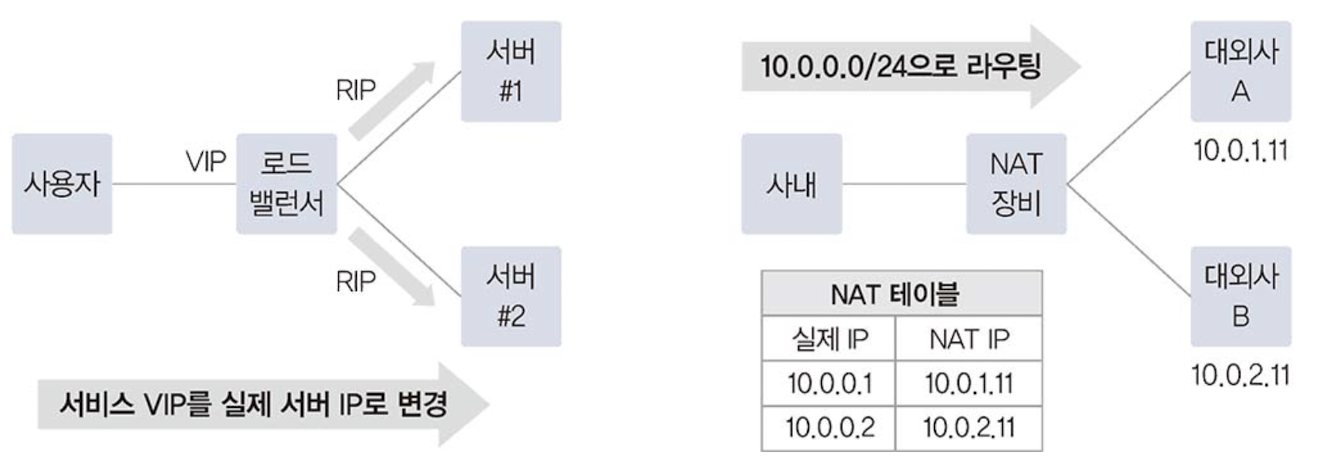 사용자
VIP
로드
밸런서
RIP
서버
#1
RIP
서버
#2
서비스 VIP를 실제 서버 IP로 변경
10.0.0.0/24으로 라우팅
사내
NAT
장비
대외사
A
10.0.1.11
대외사
B
10.0.2.11
NAT 테이블
실제 IP NAT IP
10.0.0.1 10.0.1.11
10.0.0.2 10.0.2.11